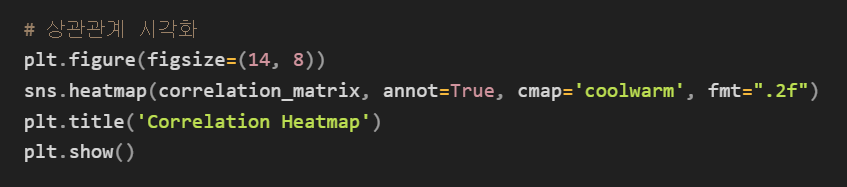 # 상관관계 시각화
plt.figure(figsize=(14, 8))
sns.heatmap(correlation_matrix, annot=True, cmap='coolwarm', fmt=".2f")
plt.title('Correlation Heatmap')
plt.show()